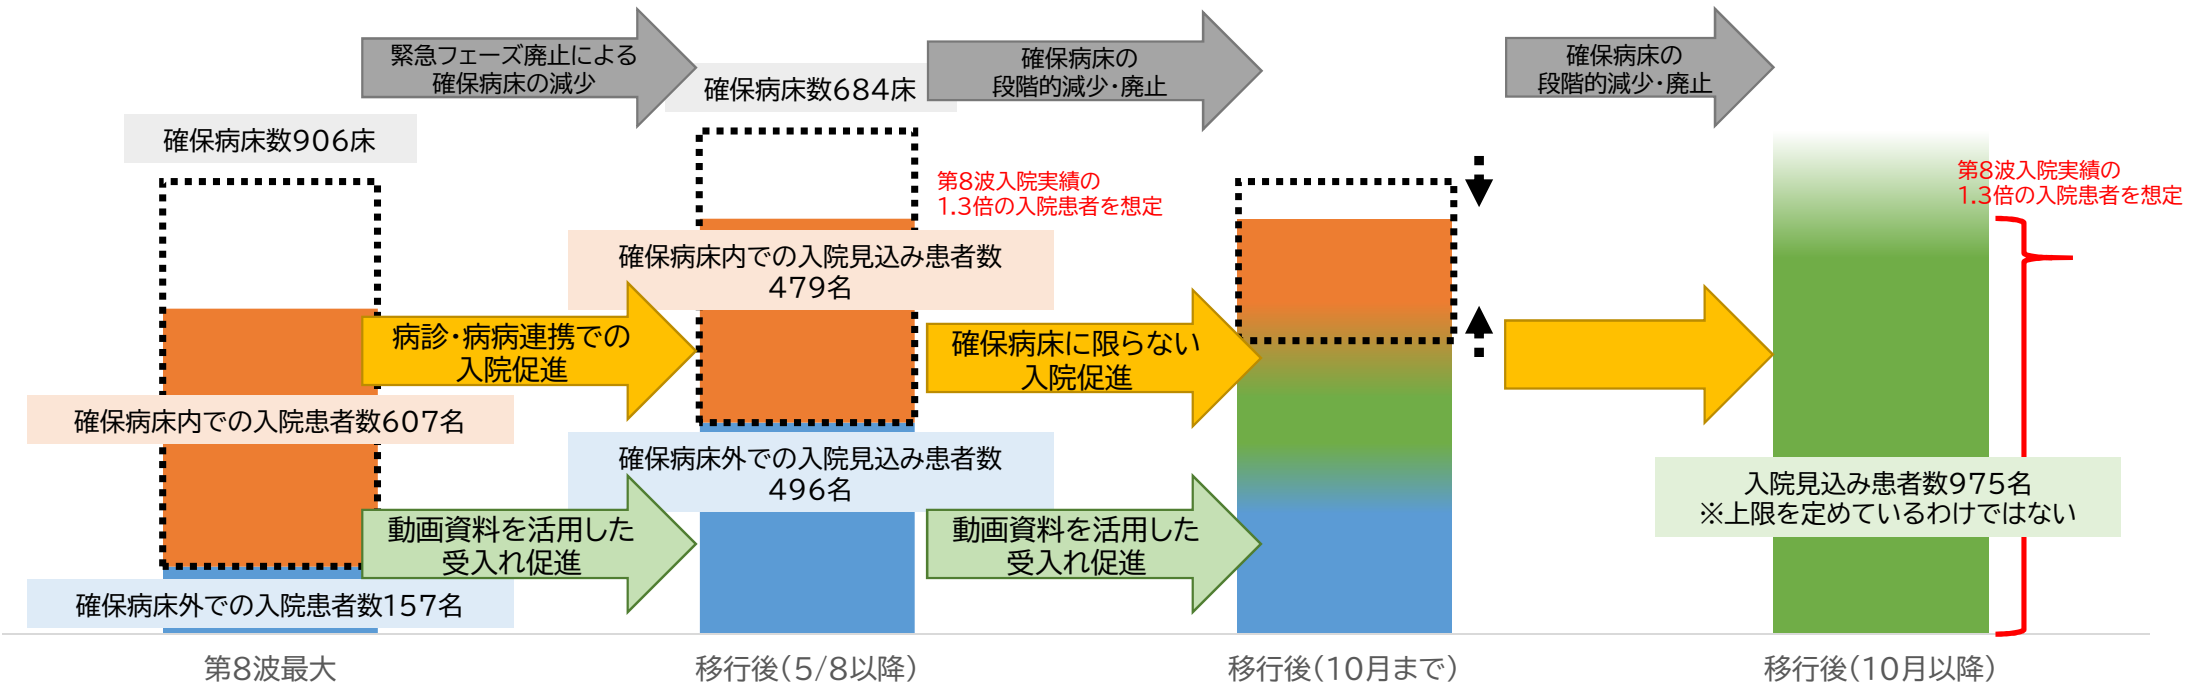 緊急フェーズ廃止による
確保病床の減少
確保病床の
段階的減少・廃止
確保病床の
段階的減少・廃止
確保病床数684床
確保病床数906床
第8波入院実績の
1.3倍の入院患者を想定
第8波入院実績の
1.3倍の入院患者を想定
確保病床内での入院見込み患者数
479名
病診・病病連携での
入院促進
確保病床に限らない
入院促進
確保病床内での入院患者数607名
確保病床外での入院見込み患者数
496名
入院見込み患者数975名
※上限を定めているわけではない
動画資料を活用した
受入れ促進
動画資料を活用した
受入れ促進
確保病床外での入院患者数157名
第8波最大
移行後(5/8以降)
移行後(10月まで)
移行後(10月以降)